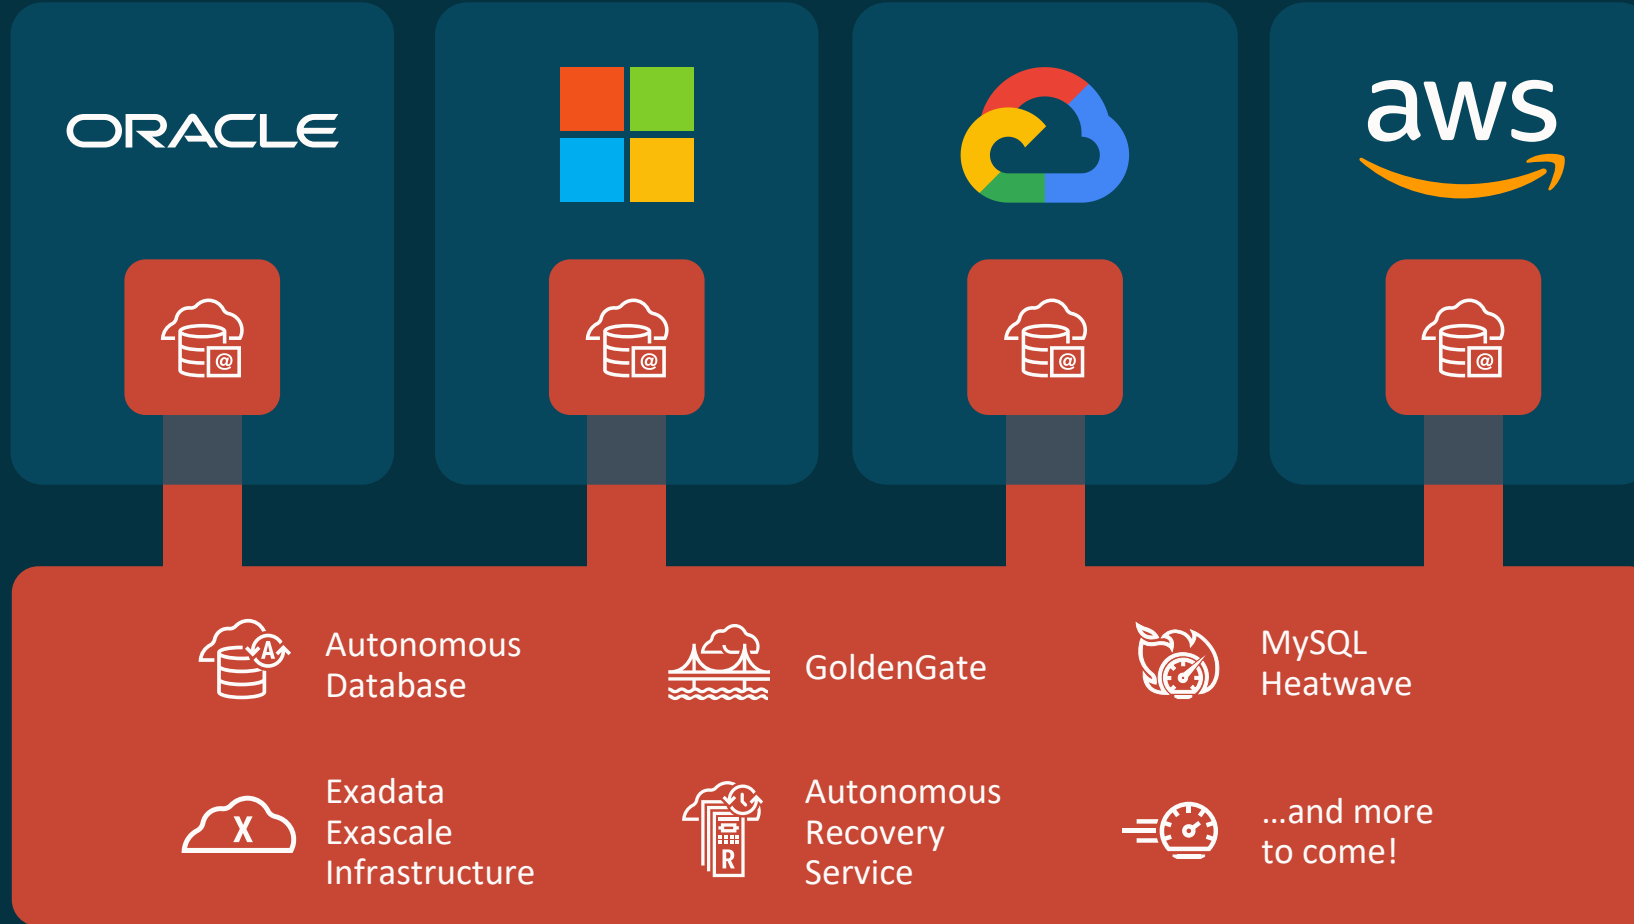 ORACLE
aws
@
@
@
@
A
Autonomous
Database
GoldenGate
MySQL
Heatwave
X
Exadata
Exascale
Infrastructure
R
Autonomous
Recovery
Service
...and more
to come!